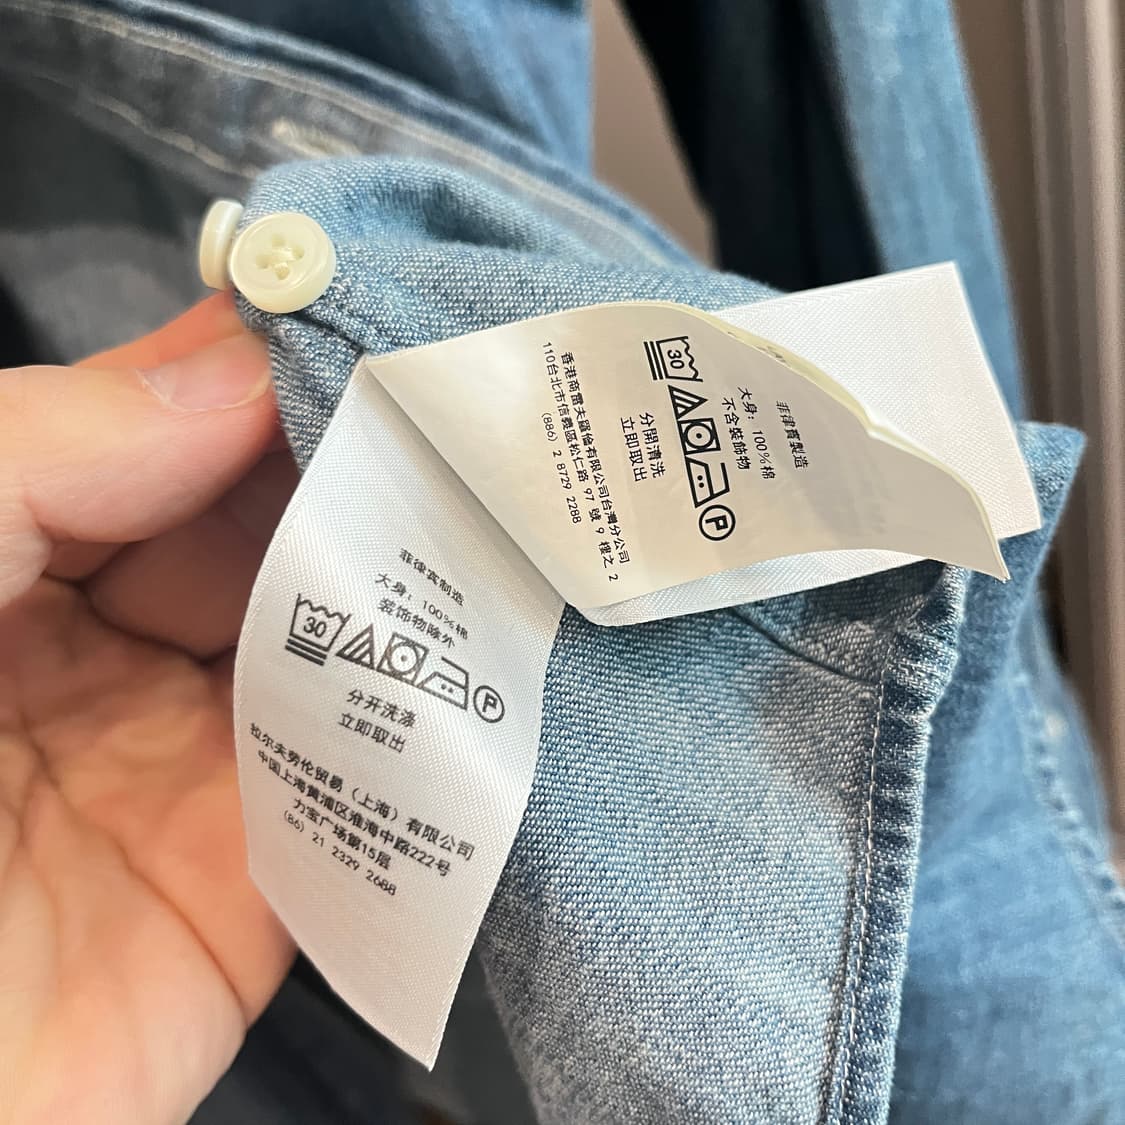 菲律賓製造
大身: 100%棉
不含裝飾物
30
P
分開清洗
立即取出
香港商雷夫羅倫有限公司台灣分公司
110台北市信義區松仁路 97 號 9 樓之 2
(886) 2 8729 2288
菲律宾制造
大身: 100%棉
装饰物除外
30
P
分开洗涤
立即取出
拉尔夫劳伦贸易 (上海) 有限公司
中国上海黄浦区淮海中路222号
力宝广场第15层
(86) 21 2329 2688